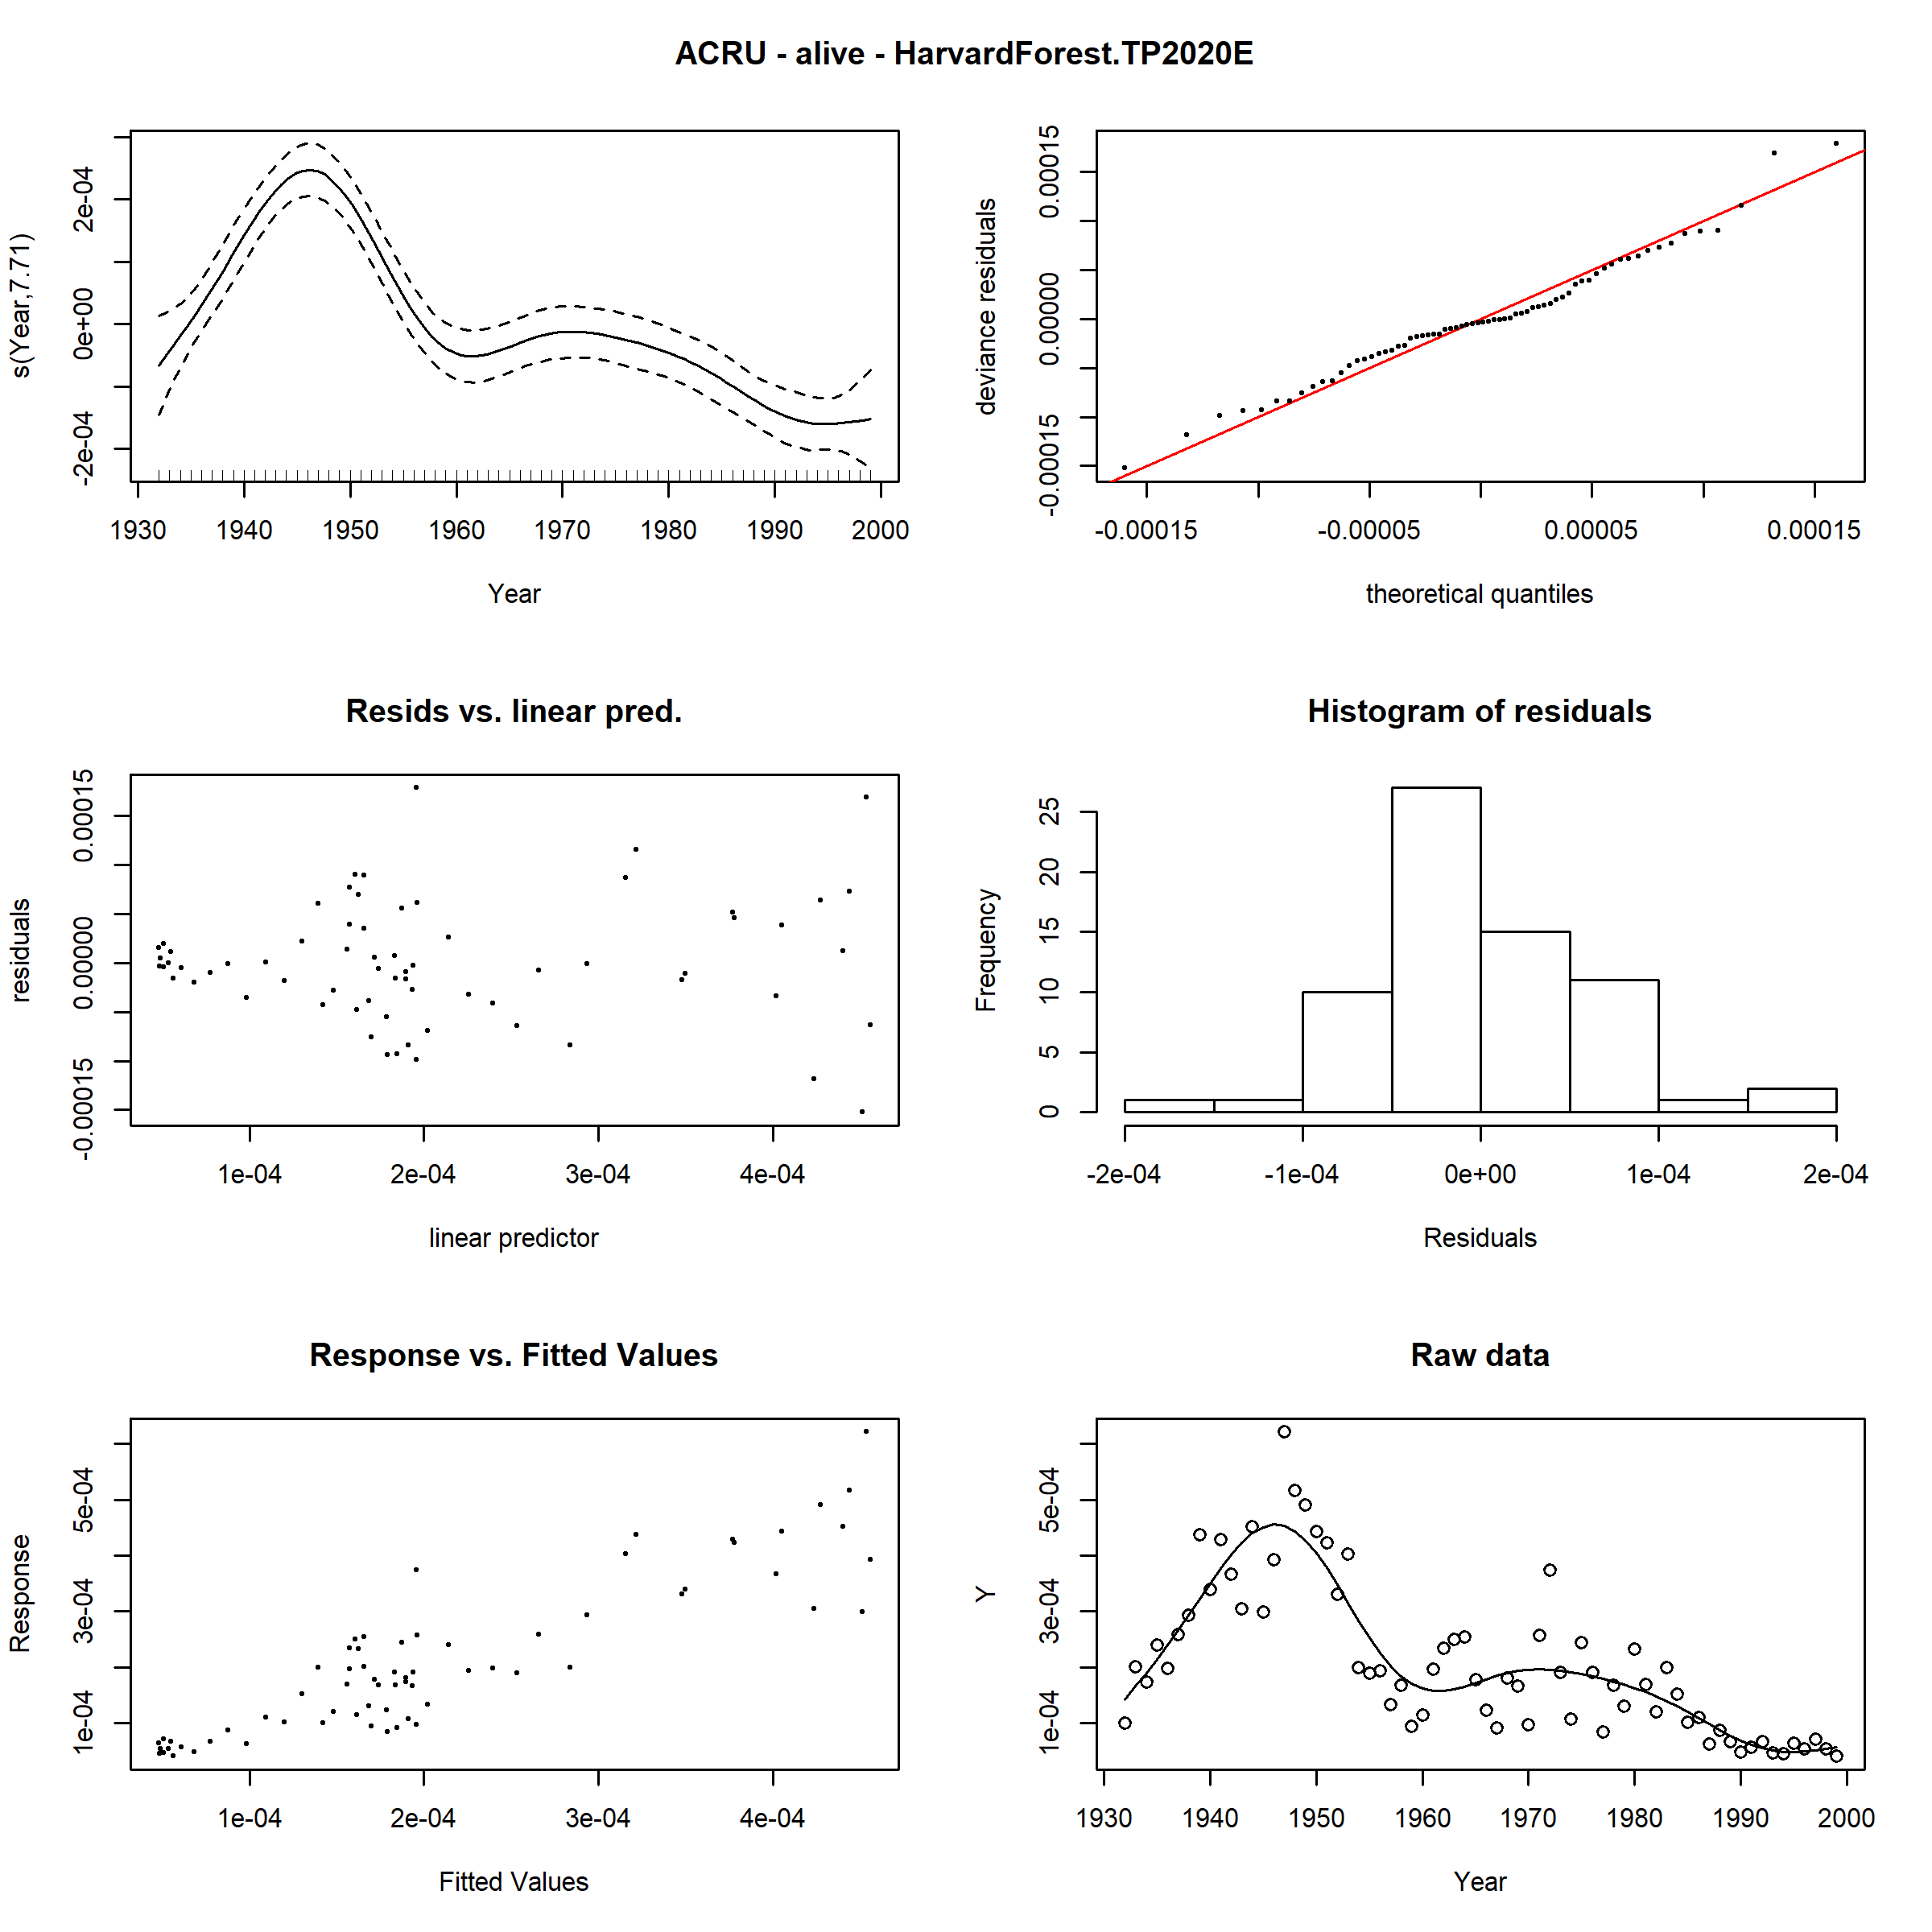 ACRU - alive - HarvardForest.TP2020E
s(Year,7.71)
-2e-04 0e+00 2e-04
1930 1940 1950 1960 1970 1980 1990 2000
Year
deviance residuals
-0.00015 0.00000 0.00015
-0.00015 -0.00005 0.00005 0.00015
theoretical quantiles
Resids vs. linear pred.
residuals
-0.00015 0.00000 0.00015
1e-04 2e-04 3e-04 4e-04
linear predictor
Histogram of residuals
Frequency
0 5 10 15 20 25
-2e-04 -1e-04 0e+00 1e-04 2e-04
Residuals
Response vs. Fitted Values
Response
1e-04 3e-04 5e-04
1e-04 2e-04 3e-04 4e-04
Fitted Values
Raw data
Y
1e-04 3e-04 5e-04
1930 1940 1950 1960 1970 1980 1990 2000
Year